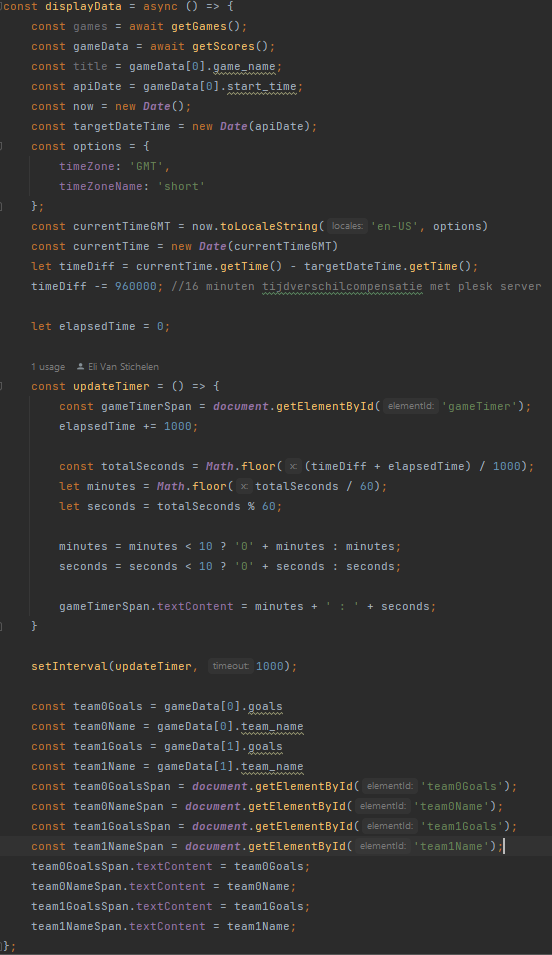 const displayData = async () => {
const games = await getGames();
const gameData = await getScores();
const title = gameData[0].game_name;
const apiDate = gameData[0].start_time;
const now = new Date();
const targetDateTime = new Date(apiDate);
const options = {
timeZone: 'GMT',
timeZoneName: 'short'
};
const currentTimeGMT = now.toLocaleString( locales: 'en-US', options)
const currentTime = new Date(currentTimeGMT)
let timeDiff = currentTime.getTime() - targetDateTime.getTime();
timeDiff -= 960000; //16 minuten tijdverschilcompensatie met plesk server
let elapsedTime = 0;
1 usage Eli Van Stichelen
const updateTimer = () => {
const gameTimerSpan = document.getElementById( elementId: 'gameTimer');
elapsedTime += 1000;
const totalSeconds = Math.floor( x: (timeDiff + elapsedTime) / 1000);
let minutes = Math.floor( x: totalSeconds / 60);
let seconds = totalSeconds % 60;
minutes = minutes < 10 ? '0' + minutes : minutes;
seconds = seconds < 10 ? '0' + seconds : seconds;
gameTimerSpan.textContent = minutes + ' : ' + seconds;
}
setInterval(updateTimer, timeout: 1000);
const team0Goals = gameData[0].goals
const team0Name = gameData[0].team_name
const team1Goals = gameData[1].goals
const team1Name = gameData[1].team_name
const team0GoalsSpan = document.getElementById( elementId: 'team0Goals');
const team0NameSpan = document.getElementById( elementId: 'team0Name');
const team1GoalsSpan = document.getElementById( elementId: 'team1Goals');
const team1NameSpan = document.getElementById( elementId: 'team1Name');
team0GoalsSpan.textContent = team0Goals;
team0NameSpan.textContent = team0Name;
team1GoalsSpan.textContent = team1Goals;
team1NameSpan.textContent = team1Name;
};